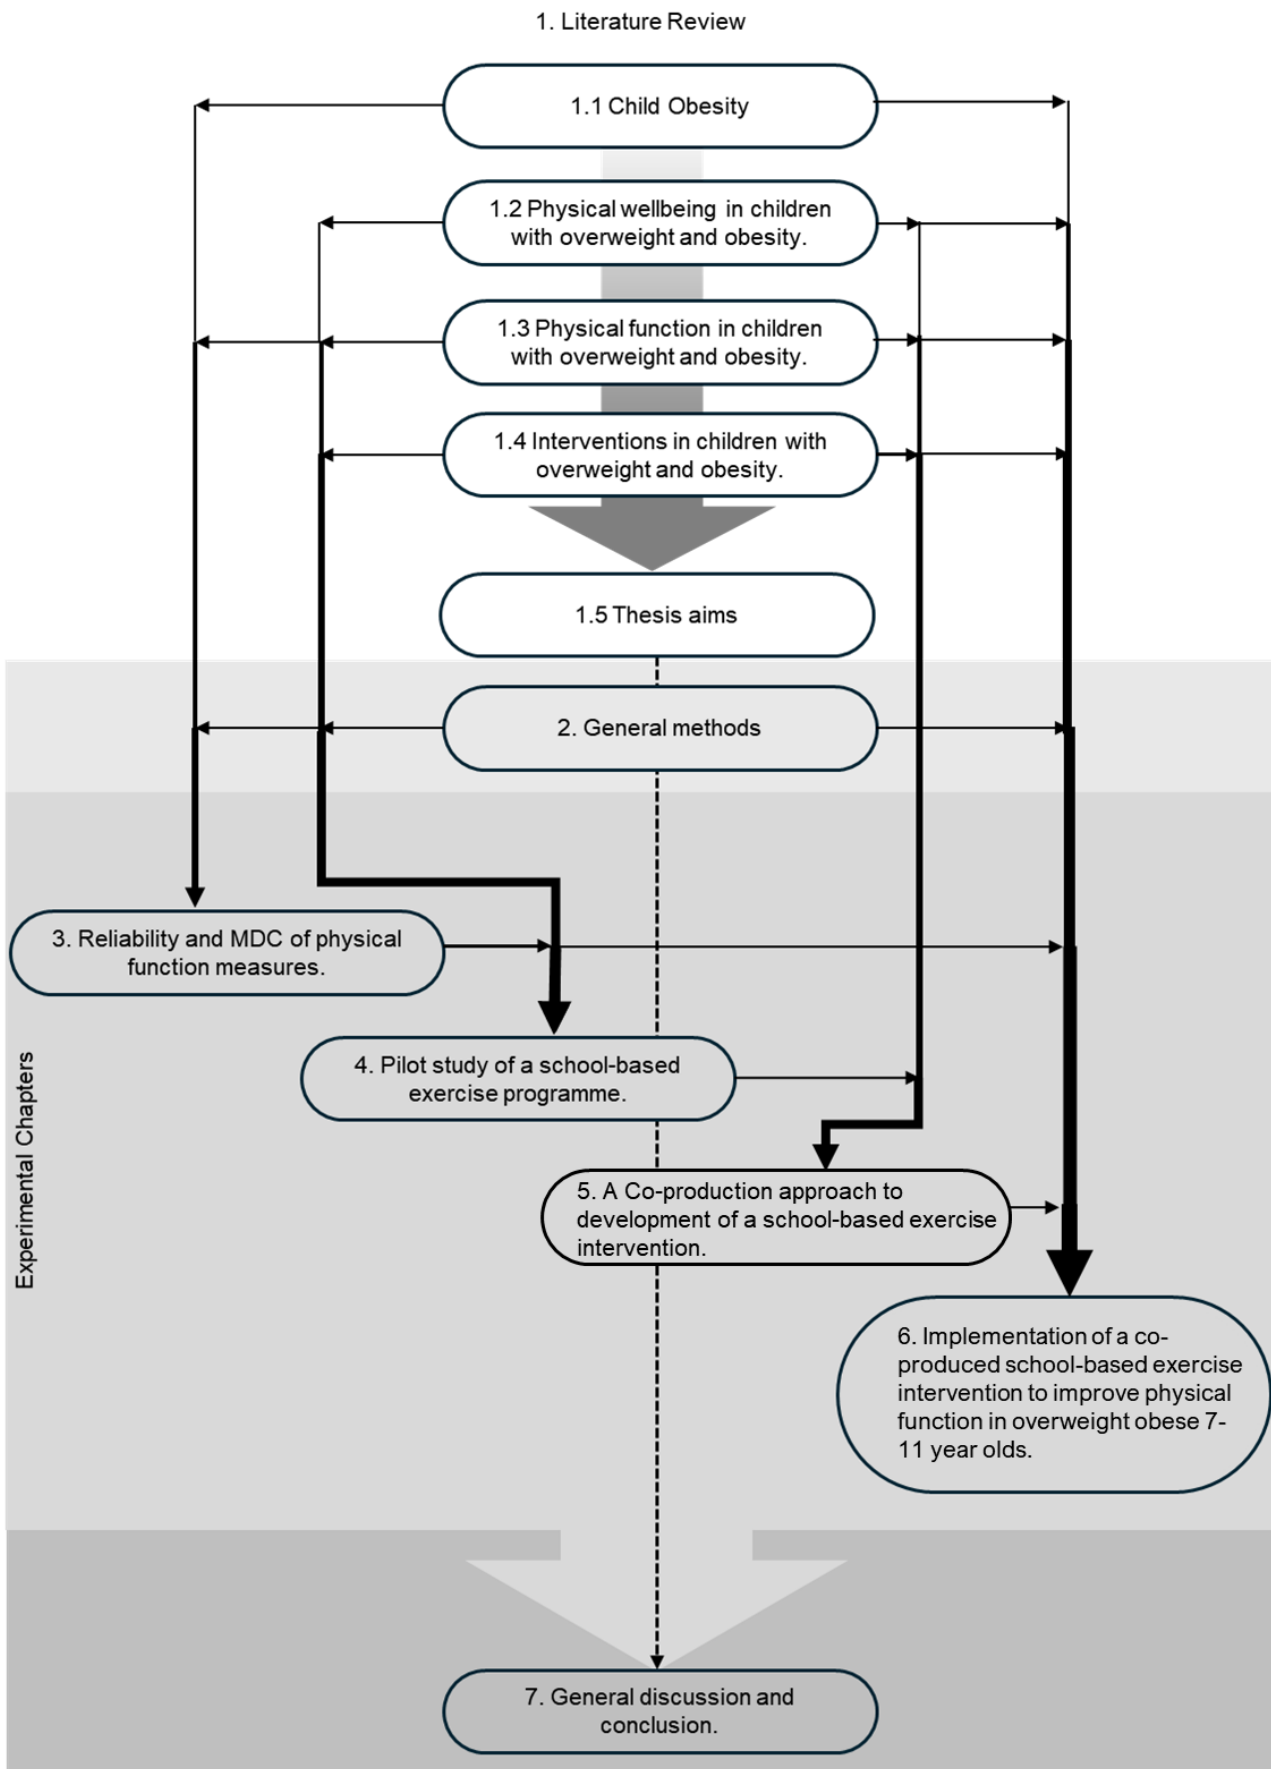 1. Literature Review
1.1 Child Obesity
1.2 Physical wellbeing in children
with overweight and obesity.
1.3 Physical function in children
with overweight and obesity.
1.4 Interventions in children with
overweight and obesity.
1.5 Thesis aims
2. General methods
Experimental Chapters
3. Reliability and MDC of physical
function measures.
4. Pilot study of a school-based
exercise programme.
5. A Co-production approach to
development of a school-based exercise
intervention.
6. Implementation of a co-
produced school-based exercise
intervention to improve physical
function in overweight obese 7-
11 year olds.
7. General discussion and
conclusion.